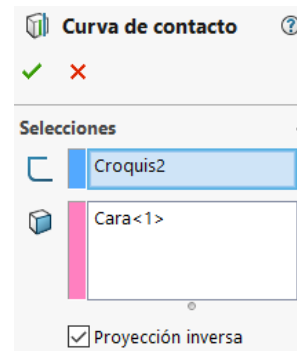 Curva de contacto
Selecciones
Croquis2
Cara<1>
Proyección inversa